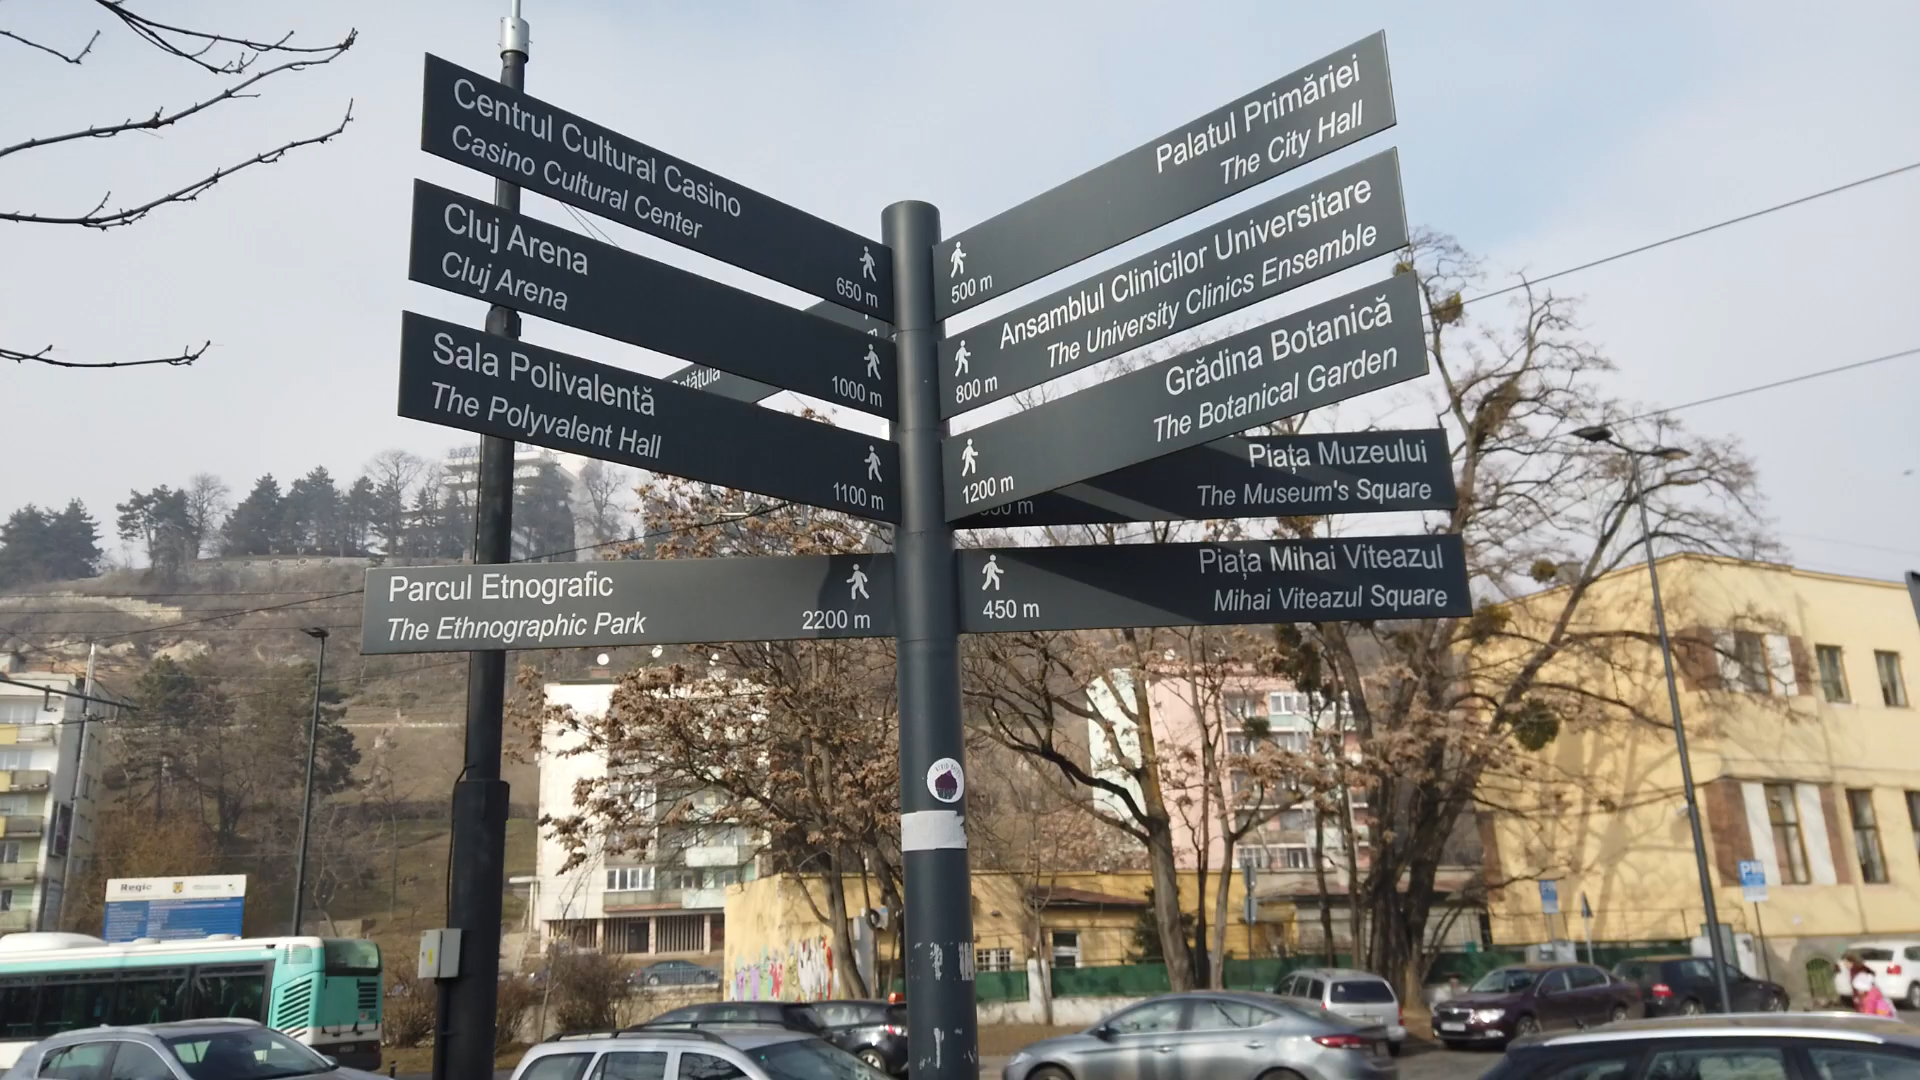 Centrul Cultural Casino
Casino Cultural Center
650 m
Cluj Arena
Cluj Arena
1000 m
Sala Polivalentă
The Polyvalent Hall
1100 m
Parcul Etnografic
The Ethnographic Park
2200 m
Palatul Primăriei
The City Hall
500 m
Ansamblul Clinicilor Universitare
The University Clinics Ensemble
800 m
Grădina Botanică
The Botanical Garden
1200 m
Piața Muzeului
The Museum's Square
Piața Mihai Viteazul
Mihai Viteazul Square
450 m
Regio